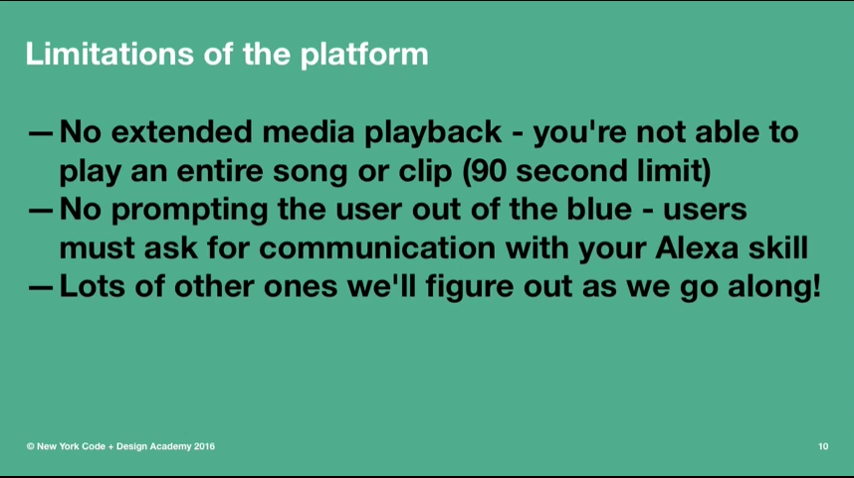 Limitations of the platform
— No extended media playback - you're not able to
play an entire song or clip (90 second limit)
— No prompting the user out of the blue - users
must ask for communication with your Alexa skill
— Lots of other ones we'll figure out as we go along!
© New York Code + Design Academy 2016
10